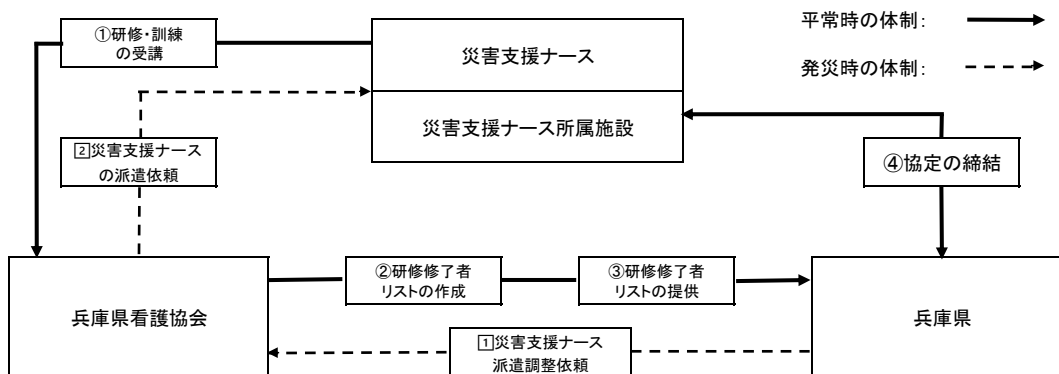 平常時の体制:
発災時の体制:
①研修・訓練
の受講
災害支援ナース
災害支援ナース所属施設
2災害支援ナース
の派遣依頼
④協定の締結
兵庫県看護協会
②研修修了者
リストの作成
③研修修了者
リストの提供
兵庫県
1災害支援ナース
派遣調整依頼